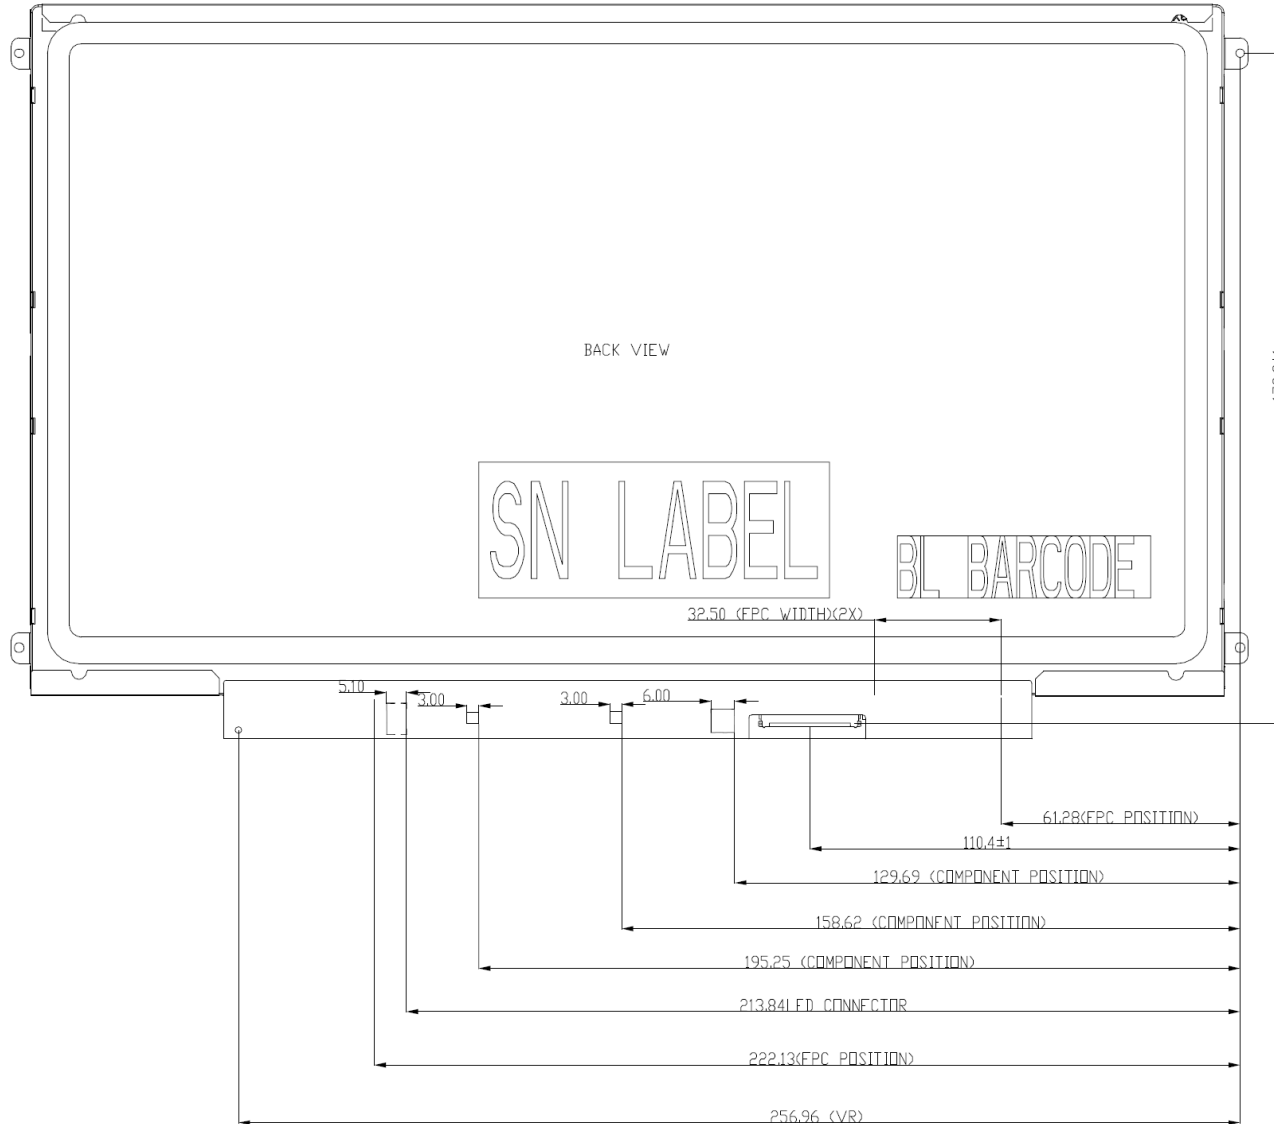 BACK VIEW
SN LABEL
BL BARCODE
32.50 (FPC WIDTH)(2X)
5.10
3.00
3.00
6.00
61.28(FPC POSITION)
110.4±1
129.69 (COMPONENT POSITION)
158.62 (COMPONENT POSITION)
195.25 (COMPONENT POSITION)
213.84LED CONNECTOR
222.13(FPC POSITION)
256.96 (VR)